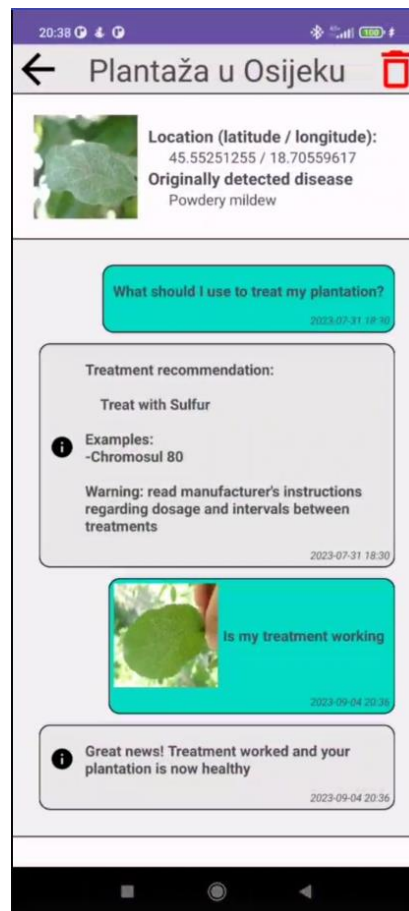 20:38
100
Plantaža u Osijeku
Location (latitude / longitude):
45.55251255 / 18.70559617
Originally detected disease
Powdery mildew
What should I use to treat my plantation?
2023-07-31 18:30
Treatment recommendation:
Treat with Sulfur
Examples:
-Chromosul 80
Warning: read manufacturer's instructions
regarding dosage and intervals between
treatments
2023-07-31 18:30
Is my treatment working
2023-09-04 20:36
Great news! Treatment worked and your
plantation is now healthy
2023-09-04 20:36